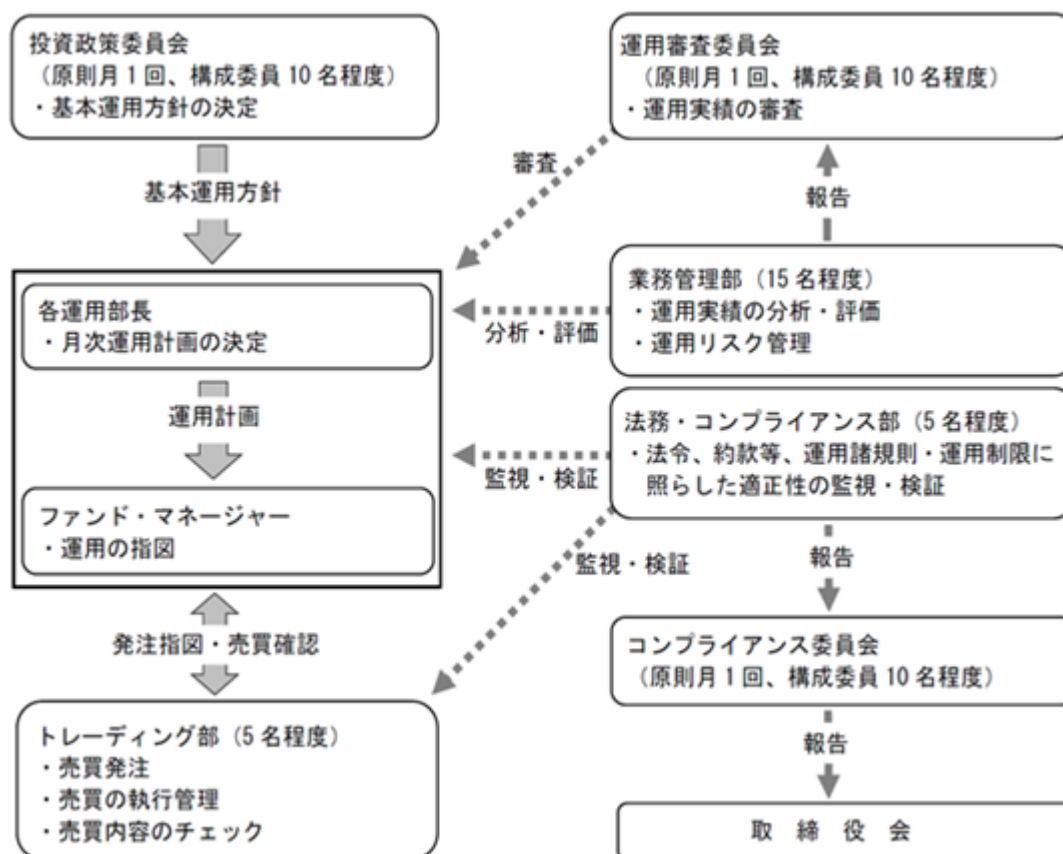 投資政策委員会
（原則月1回、構成委員10名程度）
・基本運用方針の決定
基本運用方針
各運用部長
・月次運用計画の決定
運用計画
ファンド・マネージャー
・運用の指図
発注指図・売買確認
トレーディング部（5名程度）
・売買発注
・売買の執行管理
・売買内容のチェック
運用審査委員会
（原則月1回、構成委員10名程度）
・運用実績の審査
審査
報告
業務管理部（15名程度）
・運用実績の分析・評価
・運用リスク管理
分析・評価
法務・コンプライアンス部（5名程度）
・法令、約款等、運用諸規則・運用制限に
照らした適正性の監視・検証
監視・検証
監視・検証
報告
コンプライアンス委員会
（原則月1回、構成委員10名程度）
報告
取　締　役　会